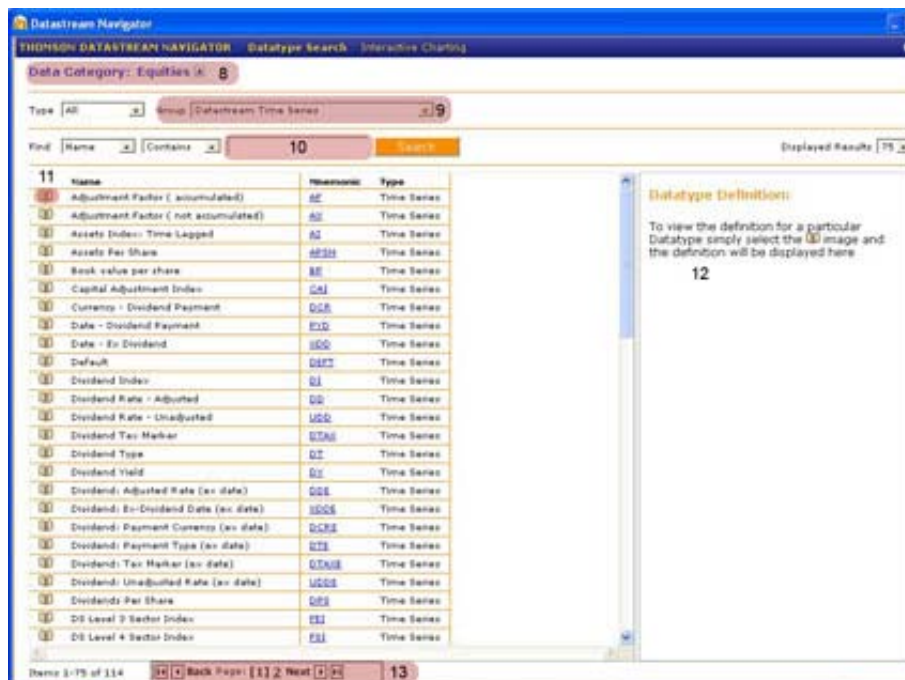 Datastream Navigator
THOMSON DATASTREAM NAVIGATOR Datatype Search Interactive Charting
Data Category: Equities 8
Type All Group Datastream Time Series 9
Find Name Contains 10 Search Displayed Results 75
11 Name Mnemonic Type
Adjustment Factor ( accumulated) AF Time Series
Adjustment Factor ( not accumulated) AX Time Series
Assets Index: Time Lagged AI Time Series
Assets Per Share APSH Time Series
Book value per share BP Time Series
Capital Adjustment Index CAI Time Series
Currency - Dividend Payment DCR Time Series
Date - Dividend Payment PYD Time Series
Date - Ex Dividend XDD Time Series
Default DEFT Time Series
Dividend Index DI Time Series
Dividend Rate - Adjusted DD Time Series
Dividend Rate - Unadjusted UDD Time Series
Dividend Tax Marker DTAX Time Series
Dividend Type DT Time Series
Dividend Yield DY Time Series
Dividend: Adjusted Rate (ex date) DDE Time Series
Dividend: Ex-Dividend Date (ex date) XDDE Time Series
Dividend: Payment Currency (ex date) DCRE Time Series
Dividend: Payment Type (ex date) DTE Time Series
Dividend: Tax Marker (ex date) DTAXE Time Series
Dividend: Unadjusted Rate (ex date) UDDE Time Series
Dividends Per Share DPS Time Series
DS Level 3 Sector Index Time Series
DS Level 4 Sector Index Time Series
Datatype Definition:
To view the definition for a particular
Datatype simply select the image and
the definition will be displayed here
12
Items 1-75 of 114 Back Page: [1] 2 Next 13